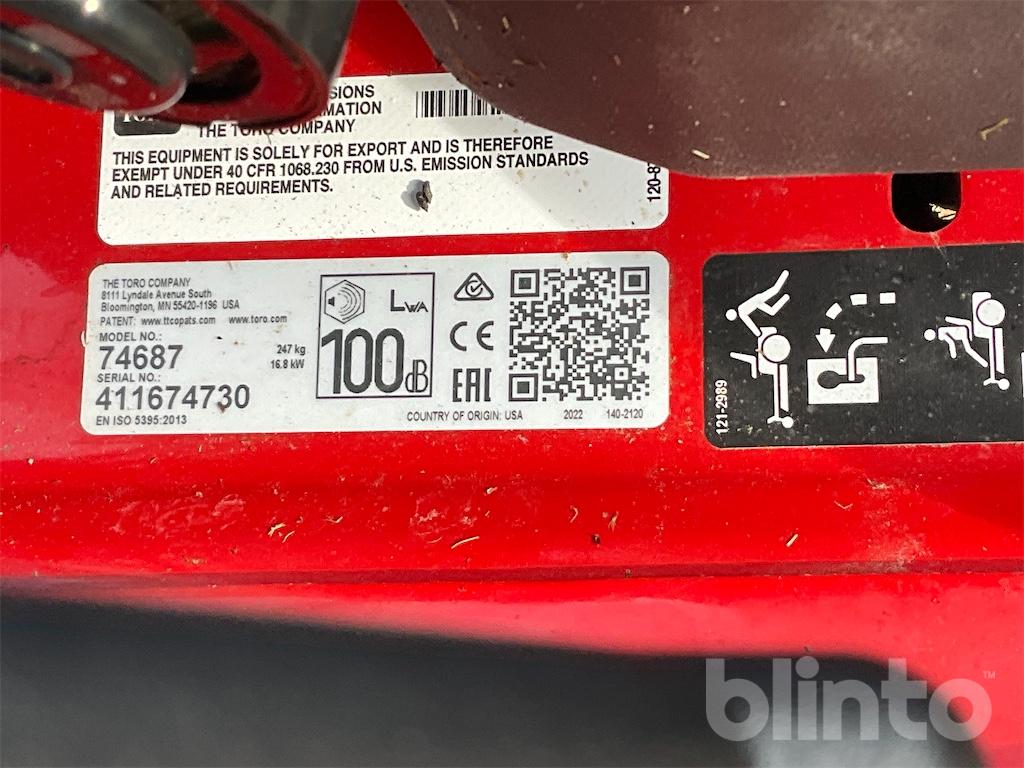 SIONS
MATION
THE TORO COMPANY
THIS EQUIPMENT IS SOLELY FOR EXPORT AND IS THEREFORE
EXEMPT UNDER 40 CFR 1068.230 FROM U.S. EMISSION STANDARDS
AND RELATED REQUIREMENTS.
120-8
THE TORO COMPANY
8111 Lyndale Avenue South
Bloomington, MN 55420-1196 USA
PATENT: www.ttcopats.com www.toro.com
MODEL NO.:
74687
247 kg
16.8 kW
SERIAL NO.:
411674730
EN ISO 5395:2013
LWA
100dB
CE
EAC
COUNTRY OF ORIGIN: USA 2022 140-2120
121-2989
blinto™